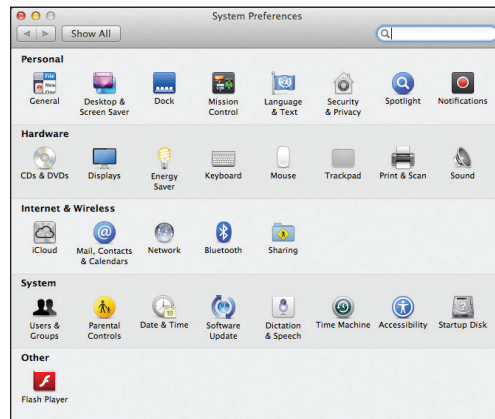 System Preferences
Show All
Personal
File
New
General
Desktop &
Screen Saver
Dock
Mission
Control
Language
& Text
Security
& Privacy
Spotlight
Notifications
Hardware
CDs & DVDs
Displays
Energy
Saver
Keyboard
Mouse
Trackpad
Print & Scan
Sound
Internet & Wireless
iCloud
Mail, Contacts
& Calendars
Network
Bluetooth
Sharing
System
Users &
Groups
Parental
Controls
18
Date & Time
Software
Update
Dictation
& Speech
Time Machine
Accessibility
Startup Disk
Other
Flash Player